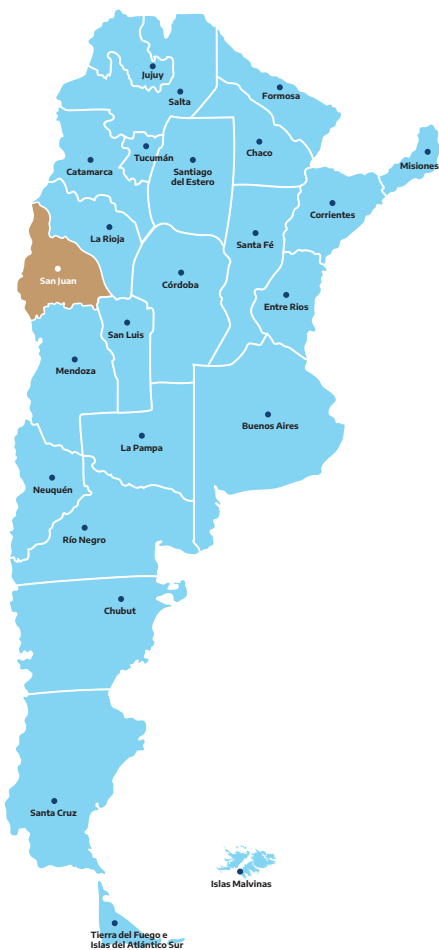 Jujuy
Salta
Formosa
Chaco
Tucumán
Misiones
Catamarca
Santiago
del Estero
Corrientes
La Rioja
Santa Fé
San Juan
Córdoba
Entre Rios
San Luis
Mendoza
Buenos Aires
La Pampa
Neuquén
Río Negro
Chubut
Santa Cruz
Islas Malvinas
Tierra del Fuego e
Islas del Atlántico Sur